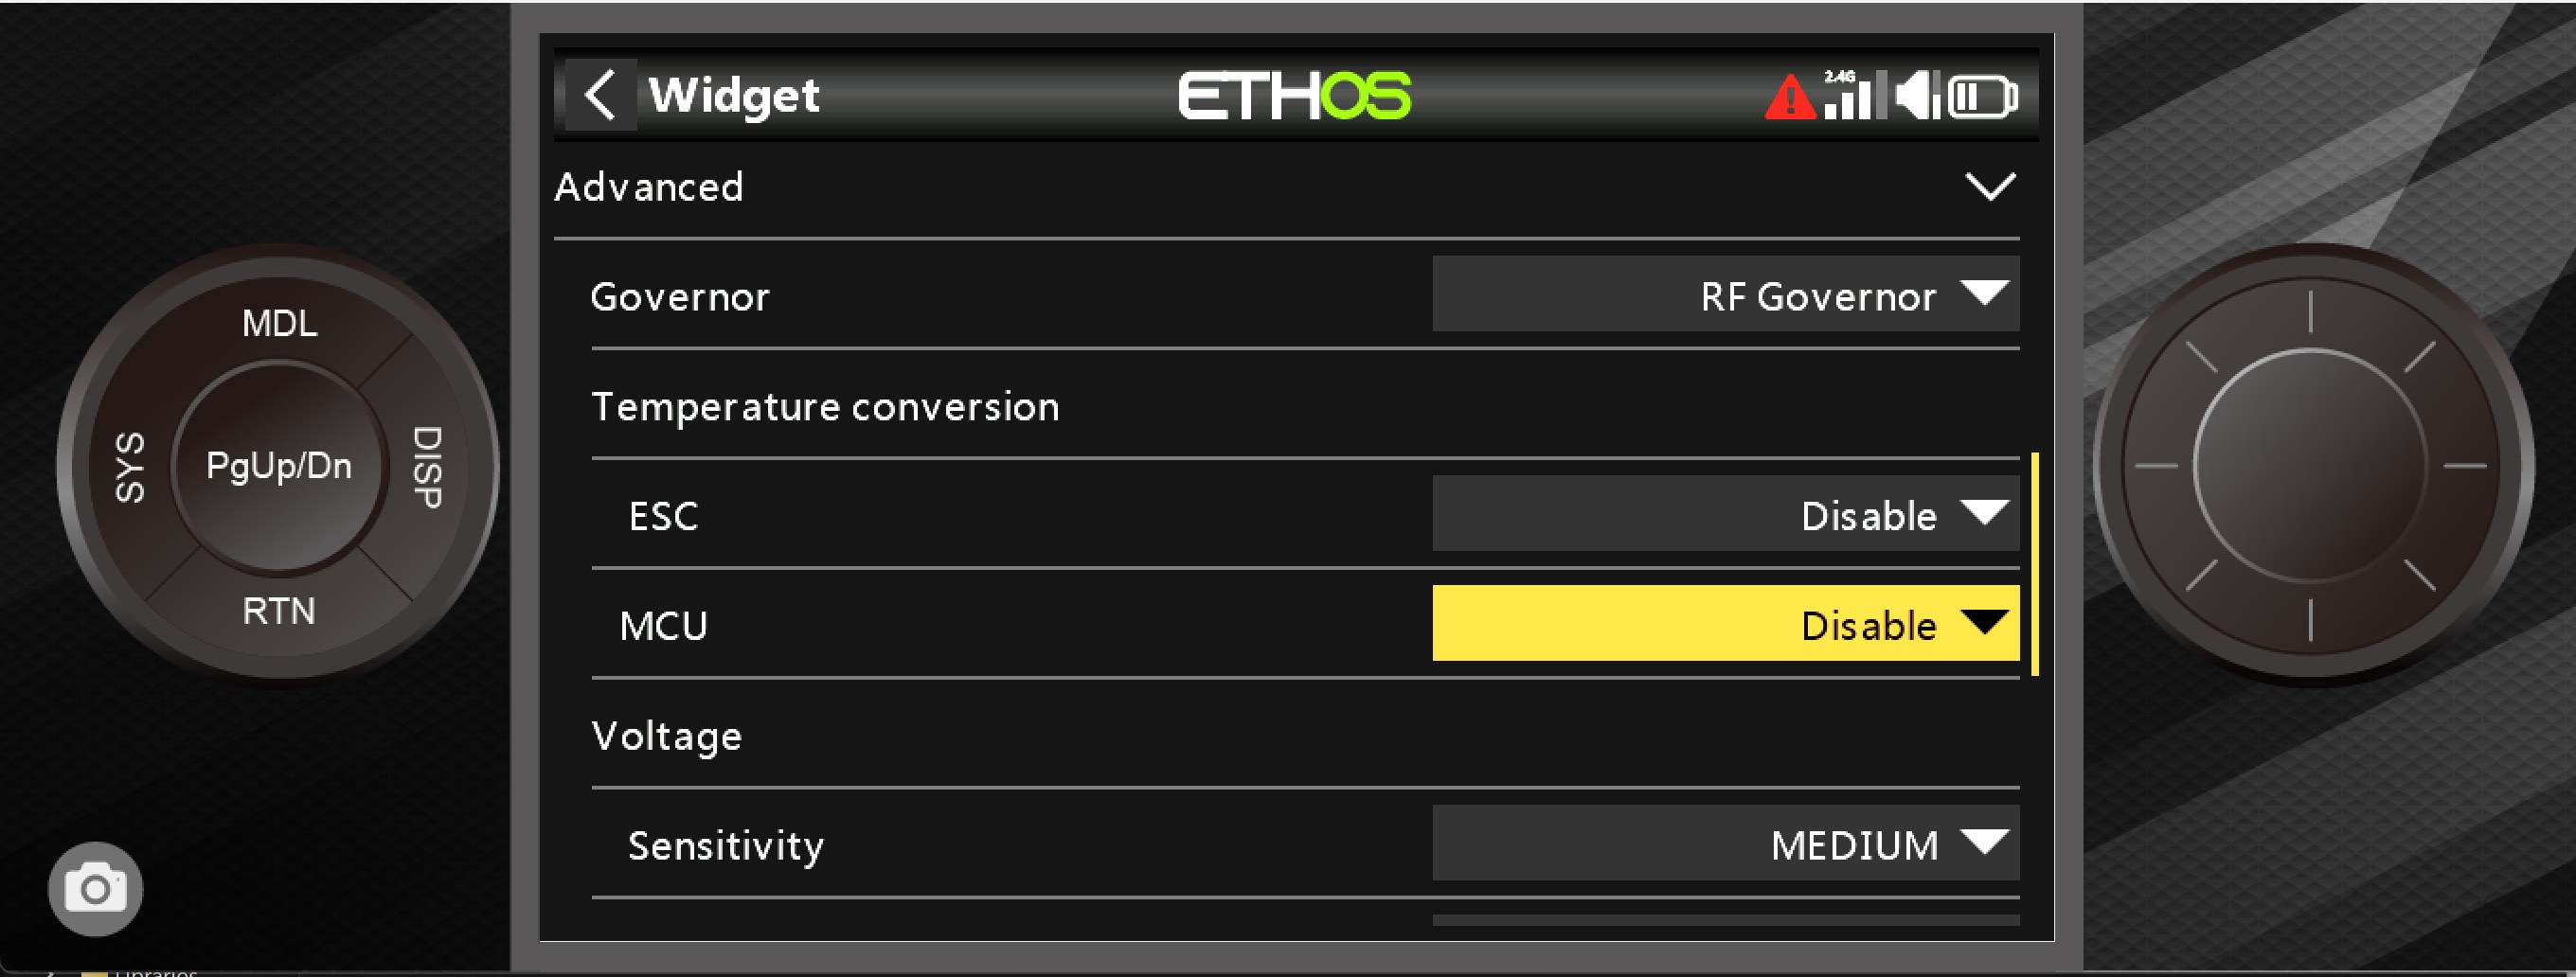 Widget
ETHOS
2.4G
Advanced
Governor
RF Governor
Temperature conversion
ESC
Disable
MCU
Disable
Voltage
Sensitivity
MEDIUM
MDL
SYS
PgUp/Dn
DISP
RTN